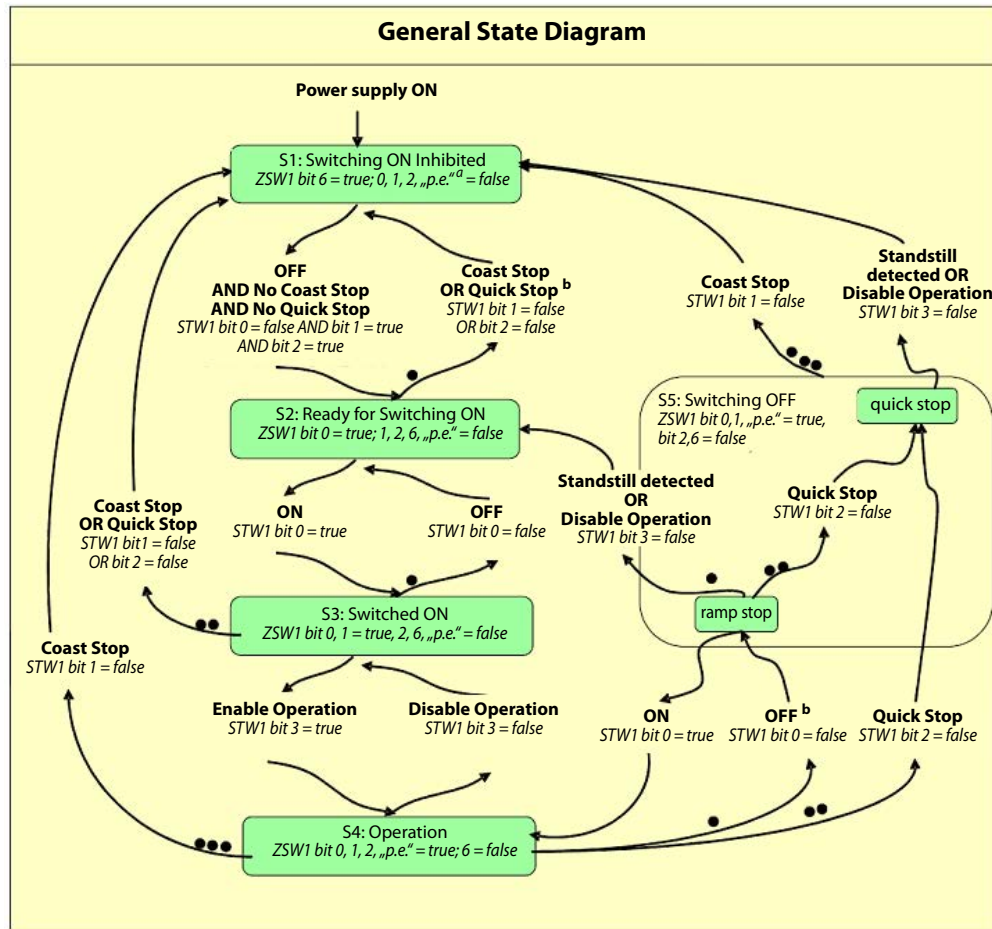 General State Diagram
Power supply ON
S1: Switching ON Inhibited
ZSW1 bit 6 = true; 0, 1, 2, „p.e.“ a = false
OFF
AND No Coast Stop
AND No Quick Stop
STW1 bit 0 = false AND bit 1 = true
AND bit 2 = true
Coast Stop
OR Quick Stop b
STW1 bit 1 = false
OR bit 2 = false
Coast Stop
STW1 bit 1 = false
Standstill
detected OR
Disable Operation
STW1 bit 3 = false
S2: Ready for Switching ON
ZSW1 bit 0 = true; 1, 2, 6, „p.e.“ = false
S5: Switching OFF
ZSW1 bit 0,1, „p.e.“ = true,
bit 2,6 = false
quick stop
ON
STW1 bit 0 = true
OFF
STW1 bit 0 = false
Standstill detected
OR
Disable Operation
STW1 bit 3 = false
Quick Stop
STW1 bit 2 = false
Coast Stop
OR Quick Stop
STW1 bit1 = false
OR bit 2 = false
S3: Switched ON
ZSW1 bit 0, 1 = true, 2, 6, „p.e.“ = false
ramp stop
Coast Stop
STW1 bit 1 = false
Enable Operation
STW1 bit 3 = true
Disable Operation
STW1 bit 3 = false
ON
STW1 bit 0 = true
OFF b
STW1 bit 0 = false
Quick Stop
STW1 bit 2 = false
S4: Operation
ZSW1 bit 0, 1, 2, „p.e.“ = true; 6 = false